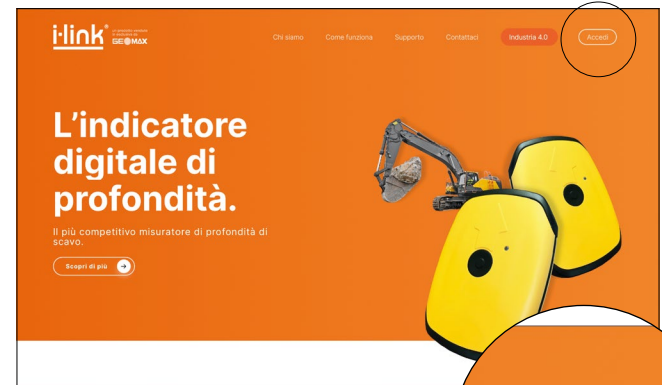 i·link®
GEOMAX
Chi siamo Come funziona Supporto Contattaci Industria 4.0 Accedi
L'indicatore
digitale di
profondità.
Il più competitivo misuratore di profondità di
scavo.
Scopri di più